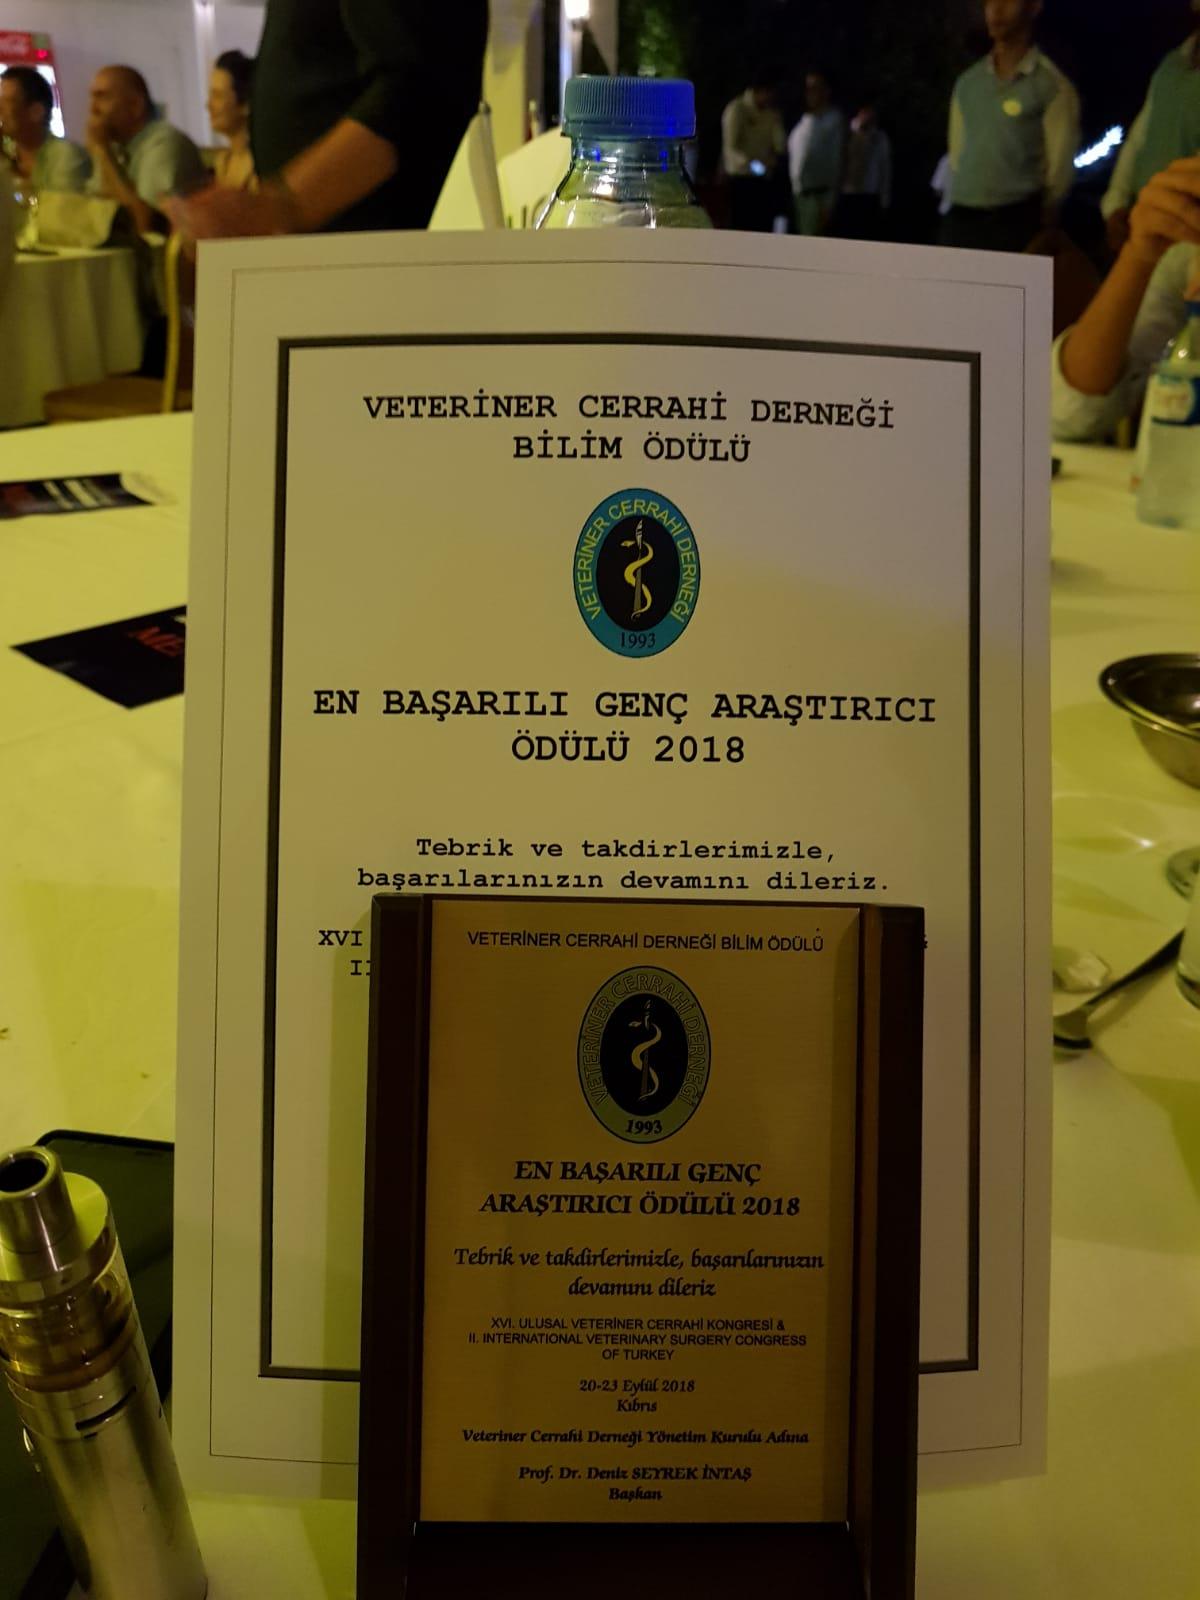 VETERİNER CERRAHİ DERNEĞİ
BİLİM ÖDÜLÜ
VETERİNER CERRAHİ DERNEĞİ
1993
EN BAŞARILI GENÇ ARAŞTIRICI
ÖDÜLÜ 2018
Tebrik ve takdirlerimizle,
başarılarınızın devamını dileriz.
XVI
VETERİNER CERRAHİ DERNEĞİ BİLİM ÖDÜLÜ
VETERİNER CERRAHİ DERNEĞİ
1993
EN BAŞARILI GENÇ
ARAŞTIRICI ÖDÜLÜ 2018
Tebrik ve takdirlerimizle, başarılarınızın
devamını dileriz
XVI. ULUSAL VETERİNER CERRAHİ KONGRESİ &
II. INTERNATIONAL VETERINARY SURGERY CONGRESS
OF TURKEY
20-23 Eylül 2018
Kıbrıs
Veteriner Cerrahi Derneği Yönetim Kurulu Adına
Prof. Dr. Deniz SEYREK İNTAŞ
Başkan